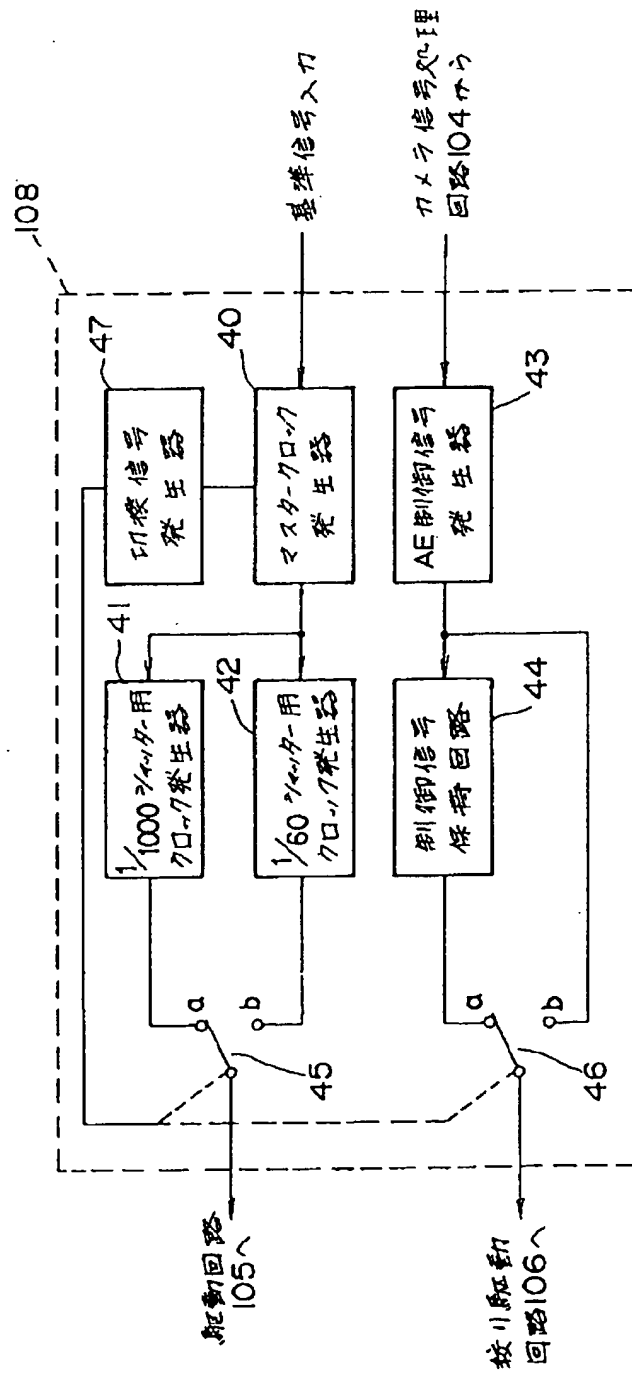 108
47
切換信号
発生器
40
マスタークロック
発生器
基準信号入力
41
1/1000シャッター用
クロック発生器
42
1/60シャッター用
クロック発生器
43
AE制御信号
発生器
カメラ信号処理
回路104から
44
制御信号
保持回路
a
b
45
a
b
46
駆動回路
105へ
絞り駆動
回路106へ